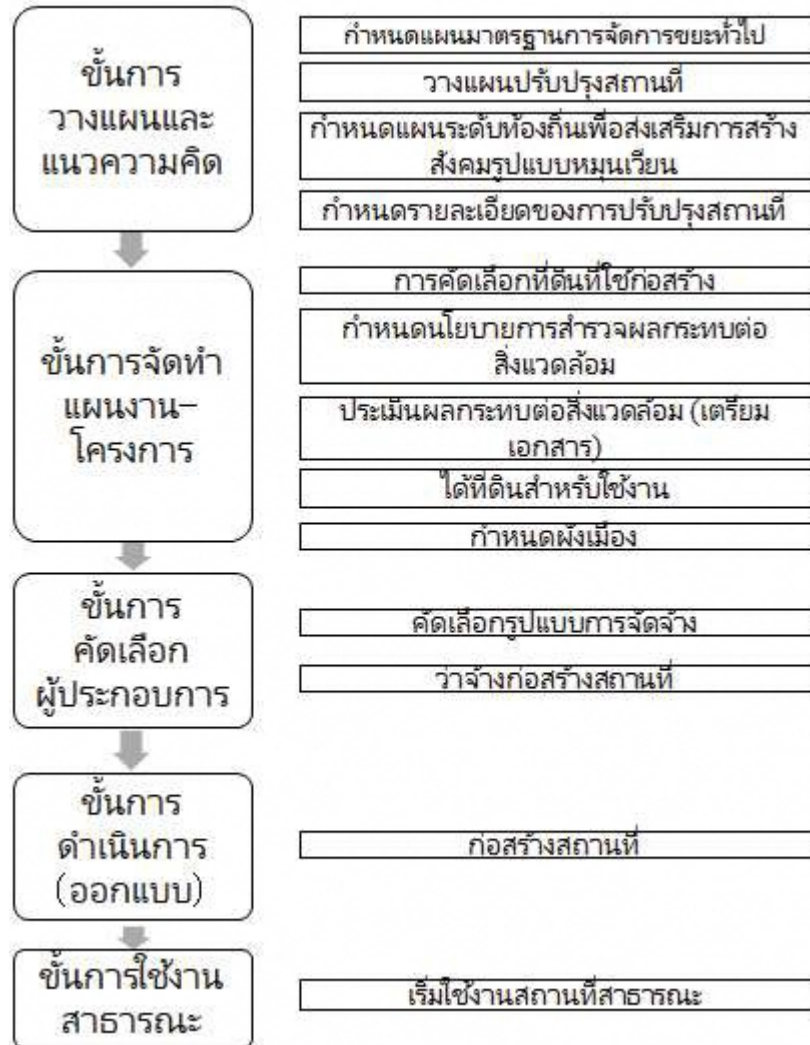 ขั้นการ
วางแผนและ
แนวความคิด
กำหนดแผนมาตรฐานการจัดการขยะทั่วไป
วางแผนปรับปรุงสถานที่
กำหนดแผนระดับท้องถิ่นเพื่อส่งเสริมการสร้าง
สังคมรูปแบบหมุนเวียน
กำหนดรายละเอียดของการปรับปรุงสถานที่
ขั้นการจัดทำ
แผนงาน–
โครงการ
การคัดเลือกที่ดินที่ใช้ก่อสร้าง
กำหนดนโยบายการสำรวจผลกระทบต่อ
สิ่งแวดล้อม
ประเมินผลกระทบต่อสิ่งแวดล้อม (เตรียม
เอกสาร)
ได้ที่ดินสำหรับใช้งาน
กำหนดผังเมือง
ขั้นการ
คัดเลือก
ผู้ประกอบการ
คัดเลือกรูปแบบการจัดจ้าง
ว่าจ้างก่อสร้างสถานที่
ขั้นการ
ดำเนินการ
(ออกแบบ)
ก่อสร้างสถานที่
ขั้นการใช้งาน
สาธารณะ
เริ่มใช้งานสถานที่สาธารณะ